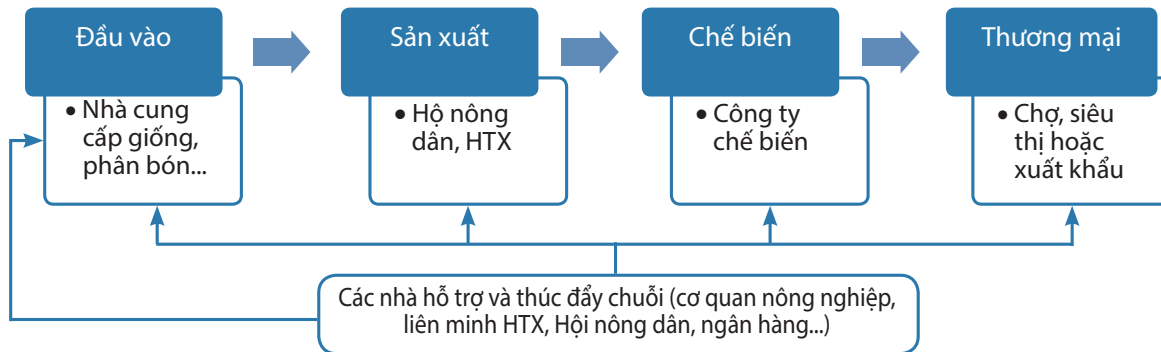 Đầu vào
Sản xuất
Chế biến
Thương mại
• Nhà cung
cấp giống,
phân bón...
• Hộ nông
dân, HTX
• Công ty
chế biến
• Chợ, siêu
thị hoặc
xuất khẩu
Các nhà hỗ trợ và thúc đẩy chuỗi (cơ quan nông nghiệp,
liên minh HTX, Hội nông dân, ngân hàng...)